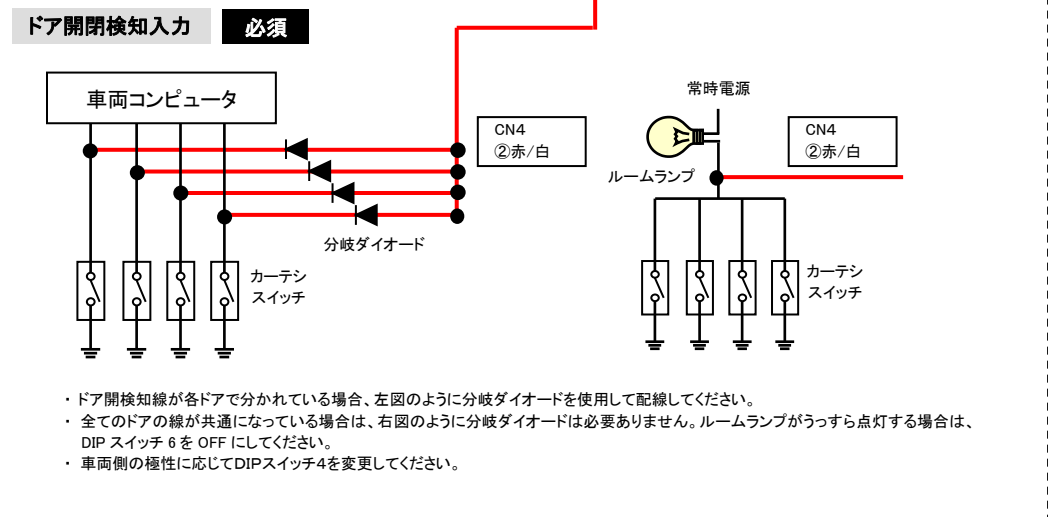 ドア開閉検知入力 必須
車両コンピュータ
CN4
②赤/白
分岐ダイオード
カーテシ
スイッチ
常時電源
ルームランプ
CN4
②赤/白
カーテシ
スイッチ
・ ドア開検知線が各ドアで分かれている場合、左図のように分岐ダイオードを使用して配線してください。
・ 全てのドアの線が共通になっている場合は、右図のように分岐ダイオードは必要ありません。ルームランプがうっすら点灯する場合は、
DIP スイッチ 6 を OFF にしてください。
・ 車両側の極性に応じてDIPスイッチ4を変更してください。